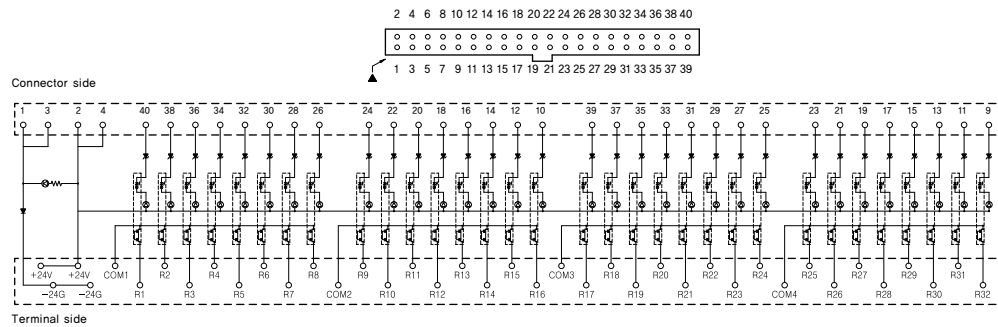 2 4 6 8 10 12 14 16 18 20 22 24 26 28 30 32 34 36 38 40
1 3 5 7 9 11 13 15 17 19 21 23 25 27 29 31 33 35 37 39
Connector side
1 3 2 4 40 38 36 34 32 30 28 26 24 22 20 18 16 14 12 10 39 37 35 33 31 29 27 25 23 21 19 17 15 13 11 9
+24V +24V COM1 R2 R4 R6 R8 R9 R11 R13 R15 COM3 R18 R20 R22 R24 R25 R27 R29 R31
−24G −24G R1 R3 R5 R7 COM2 R10 R12 R14 R16 R17 R19 R21 R23 COM4 R26 R28 R30 R32
Terminal side